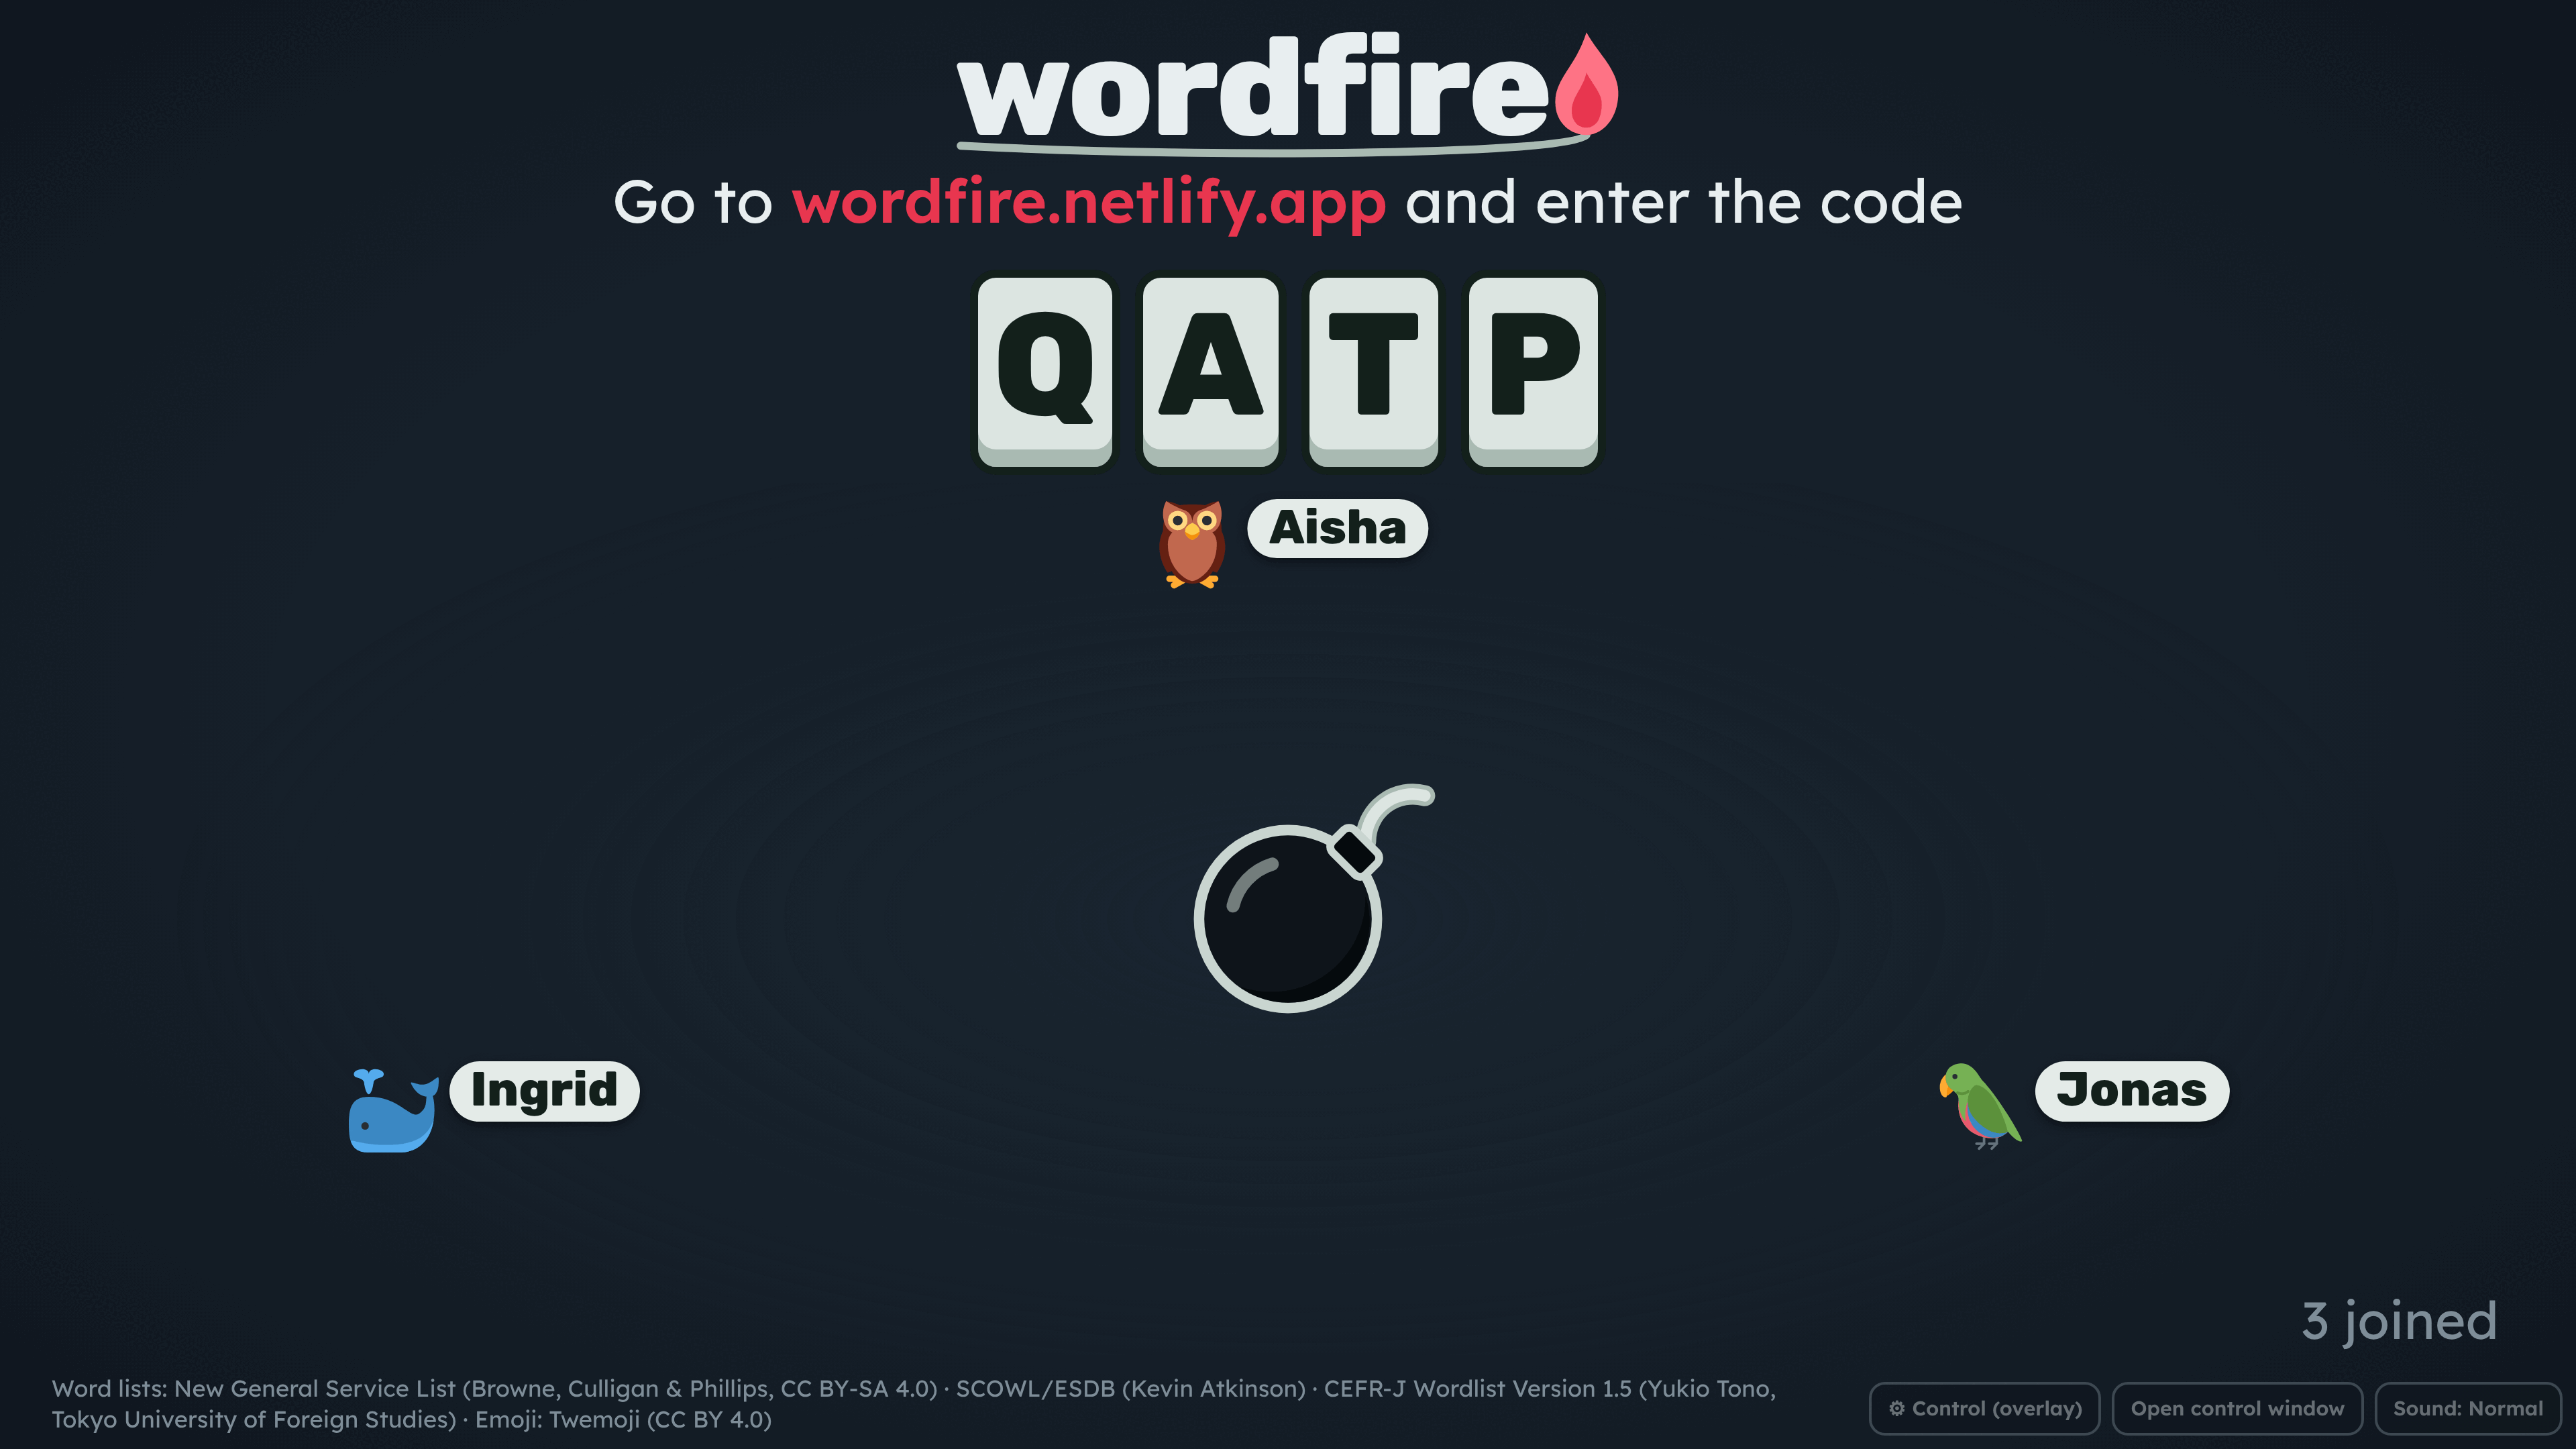 wordfire
Go to wordfire.netlify.app and enter the code
QATP
Aisha
Ingrid
Jonas
3 joined
Word lists: New General Service List (Browne, Culligan & Phillips, CC BY-SA 4.0) · SCOWL/ESDB (Kevin Atkinson) · CEFR-J Wordlist Version 1.5 (Yukio Tono,
Tokyo University of Foreign Studies) · Emoji: Twemoji (CC BY 4.0)
⚙ Control (overlay)
Open control window
Sound: Normal